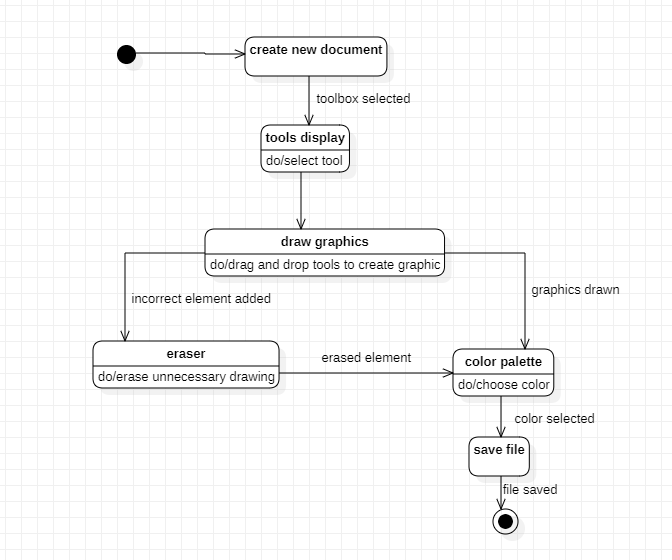 create new document
toolbox selected
tools display
do/select tool
draw graphics
do/drag and drop tools to create graphic
incorrect element added
graphics drawn
eraser
do/erase unnecessary drawing
erased element
color palette
do/choose color
color selected
save file
file saved